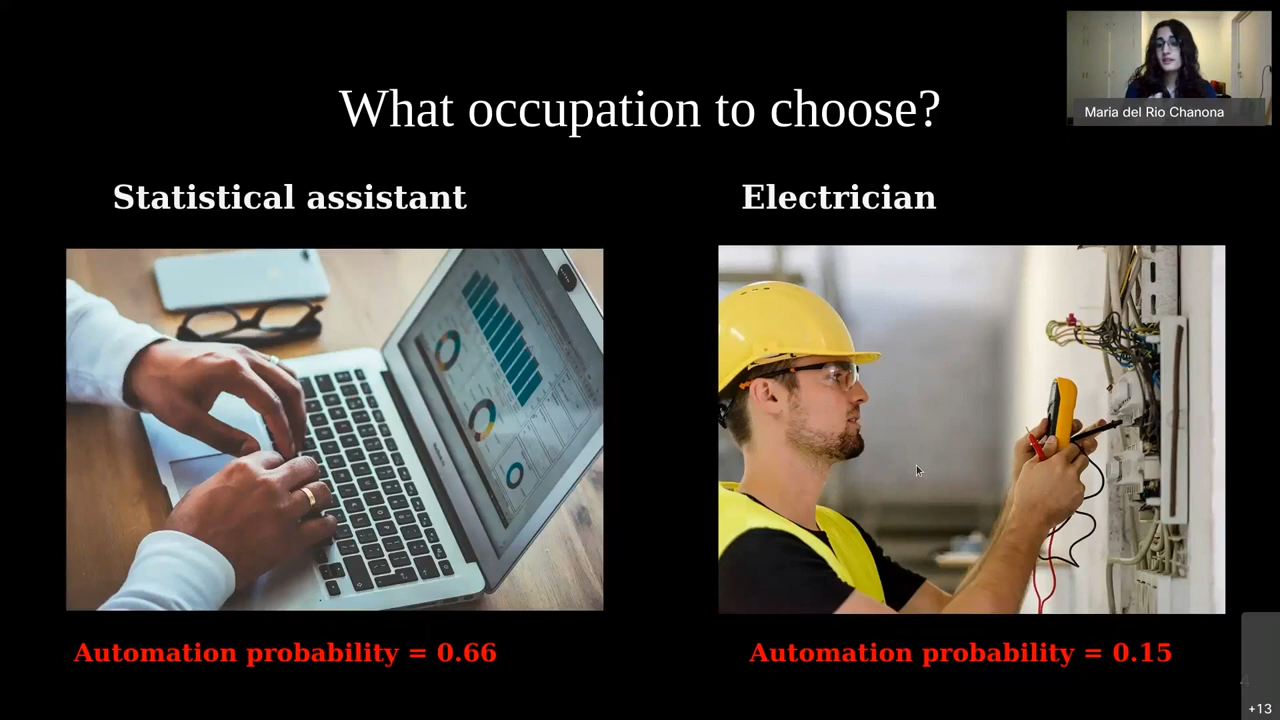 Maria del Rio Chanona
What occupation to choose?
Statistical assistant
Electrician
Automation probability = 0.66
Automation probability = 0.15
4
+13